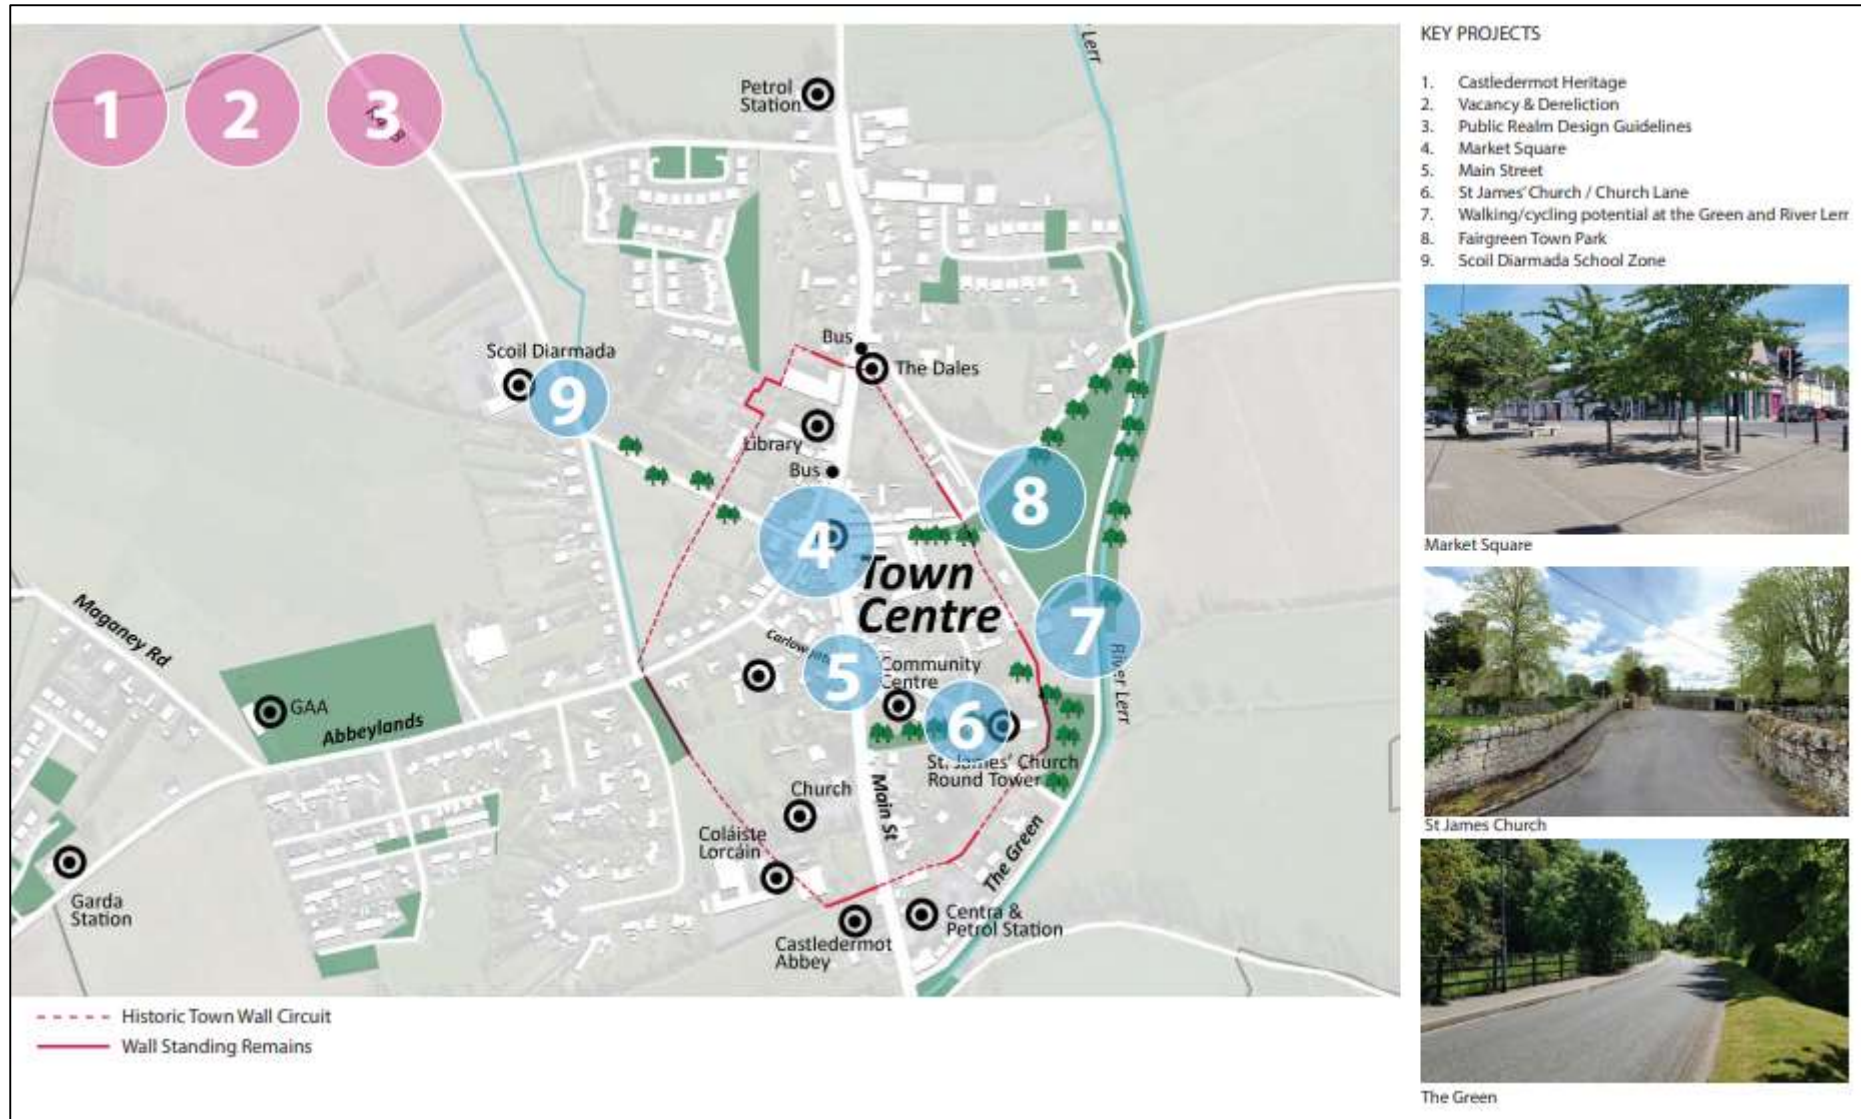 1
2
3
Lerr
Petrol
Station
Scoil Diarmada
9
Bus
The Dales
Library
Bus
8
4
Town
Centre
7
Maganey Rd
GAA
Abbeylands
Carlow
5
Community
Centre
6
River Lerr
St. James' Church
Round Tower
Church
Main St
Coláiste
Lorcáin
The Green
Garda
Station
Centra &
Petrol Station
Castledermot
Abbey
Historic Town Wall Circuit
Wall Standing Remains
KEY PROJECTS
1. Castledermot Heritage
2. Vacancy & Dereliction
3. Public Realm Design Guidelines
4. Market Square
5. Main Street
6. St James' Church / Church Lane
7. Walking/cycling potential at the Green and River Lerr
8. Fairgreen Town Park
9. Scoil Diarmada School Zone
Market Square
St James Church
The Green